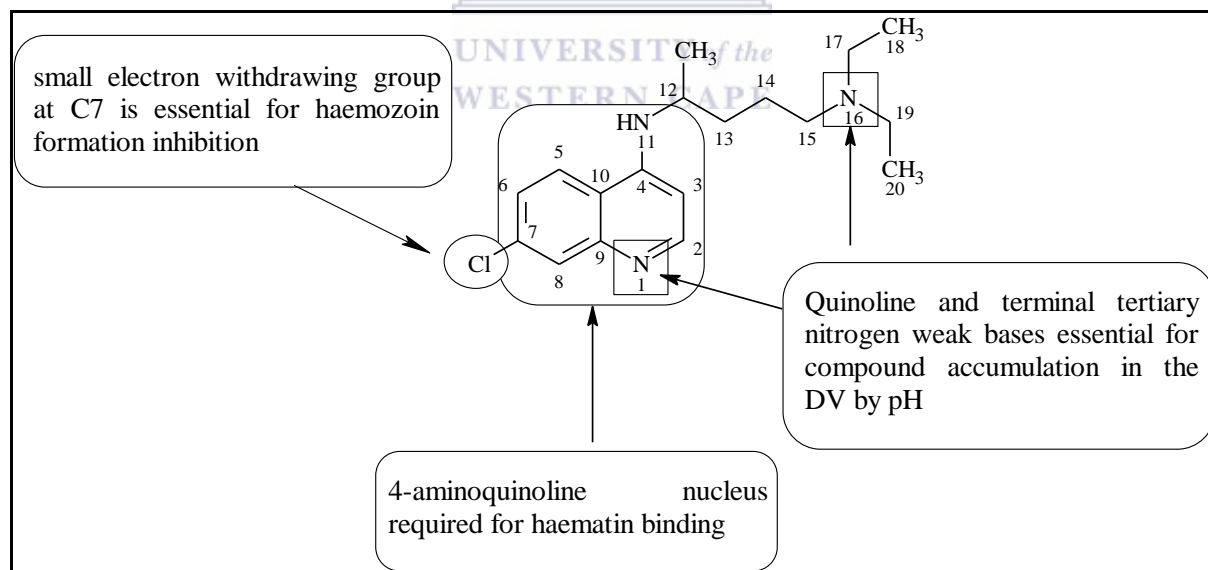 UNIVERSITY of the
WESTERN CAPE
small electron withdrawing group
at C7 is essential for haemozoin
formation inhibition
CH3
17
18
12
14
N
16
19
HN
11
13
15
CH3
20
5
10
4
3
6
7
9
2
Cl
8
N
1
Quinoline and terminal tertiary
nitrogen weak bases essential for
compound accumulation in the
DV by pH
4-aminoquinoline nucleus
required for haematin binding
CH3